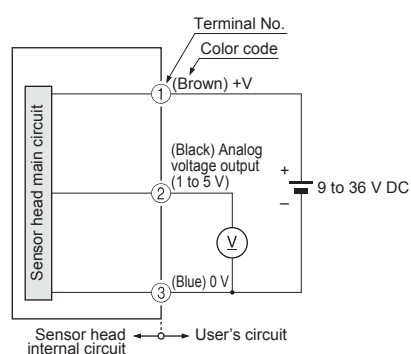 Terminal No.
Color code
1 (Brown) +V
Sensor head main circuit
(Black) Analog
voltage output
(1 to 5 V)
2
+
9 to 36 V DC
–
V
3 (Blue) 0 V
Sensor head
internal circuit
User's circuit